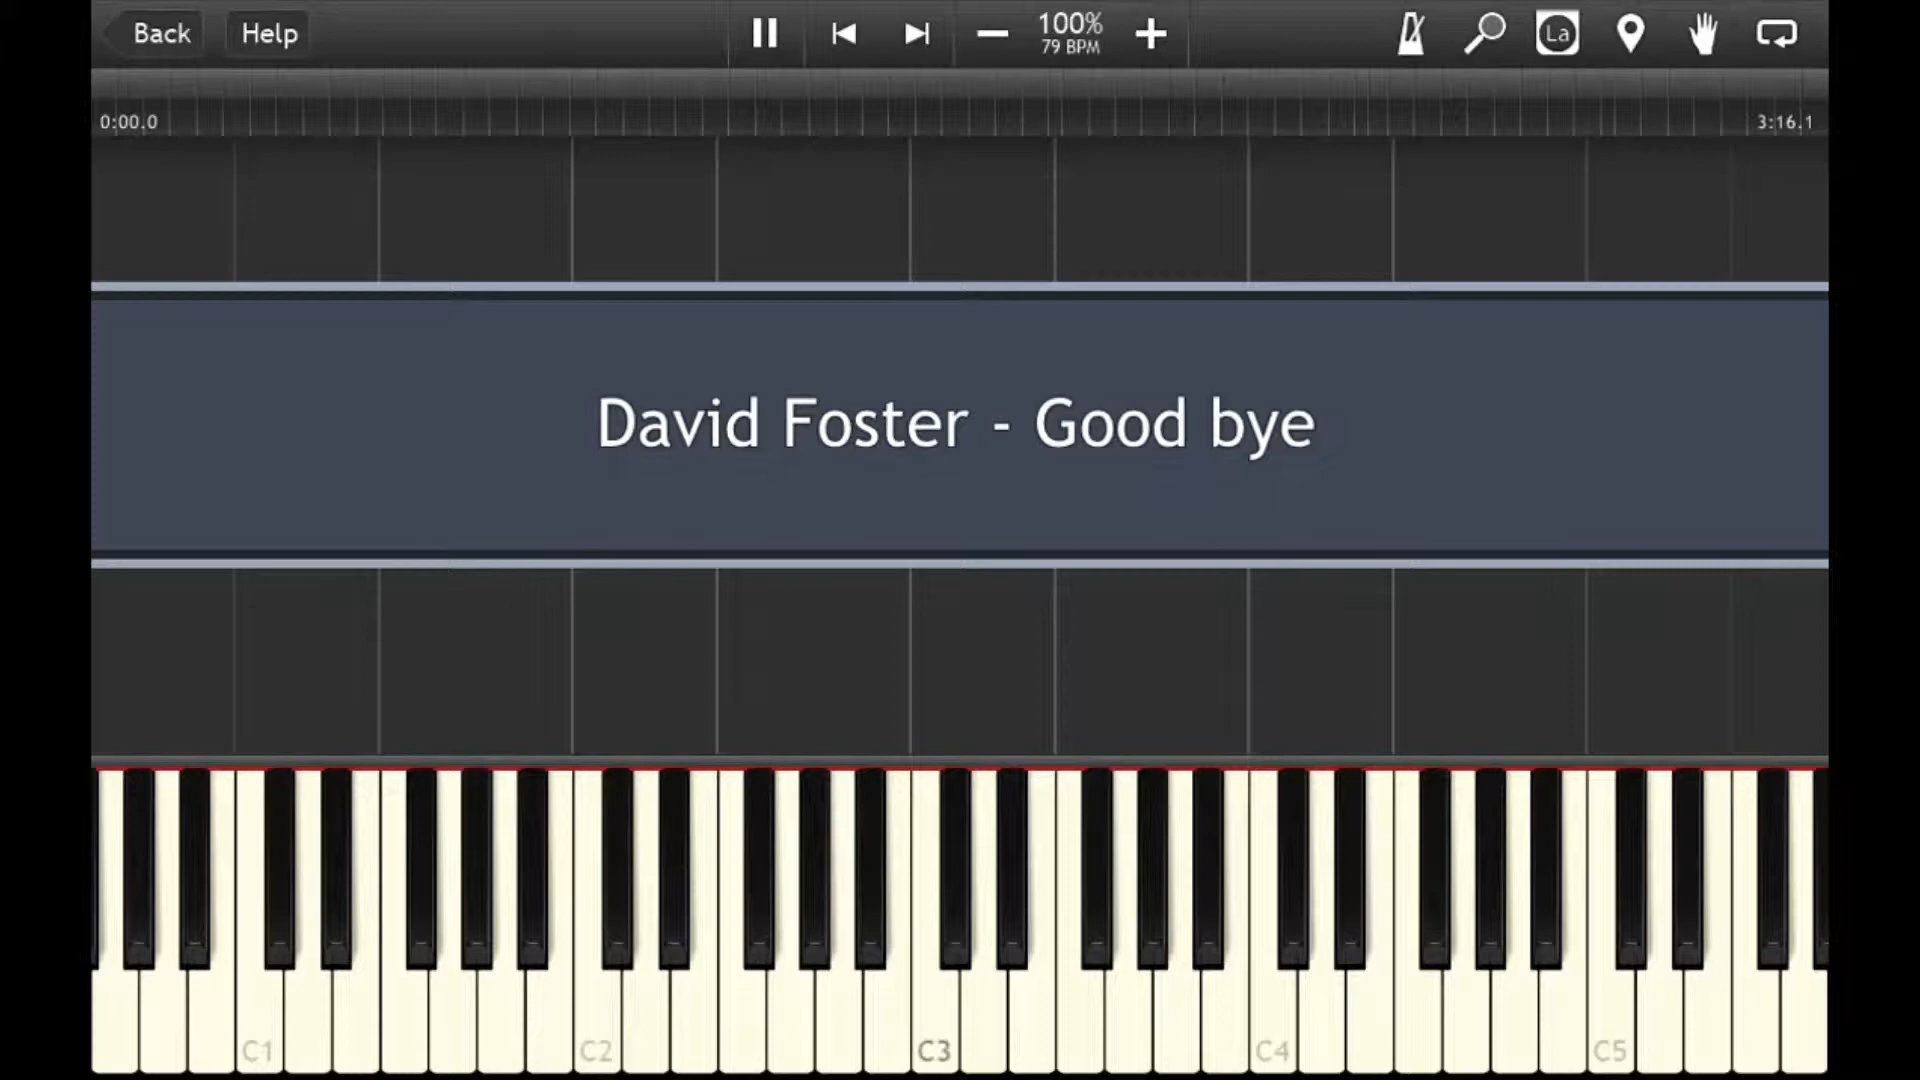 Back
Help
100%
79 BPM
La
0:00.0
3:16.1
David Foster - Good bye
C1
C2
C3
C4
C5